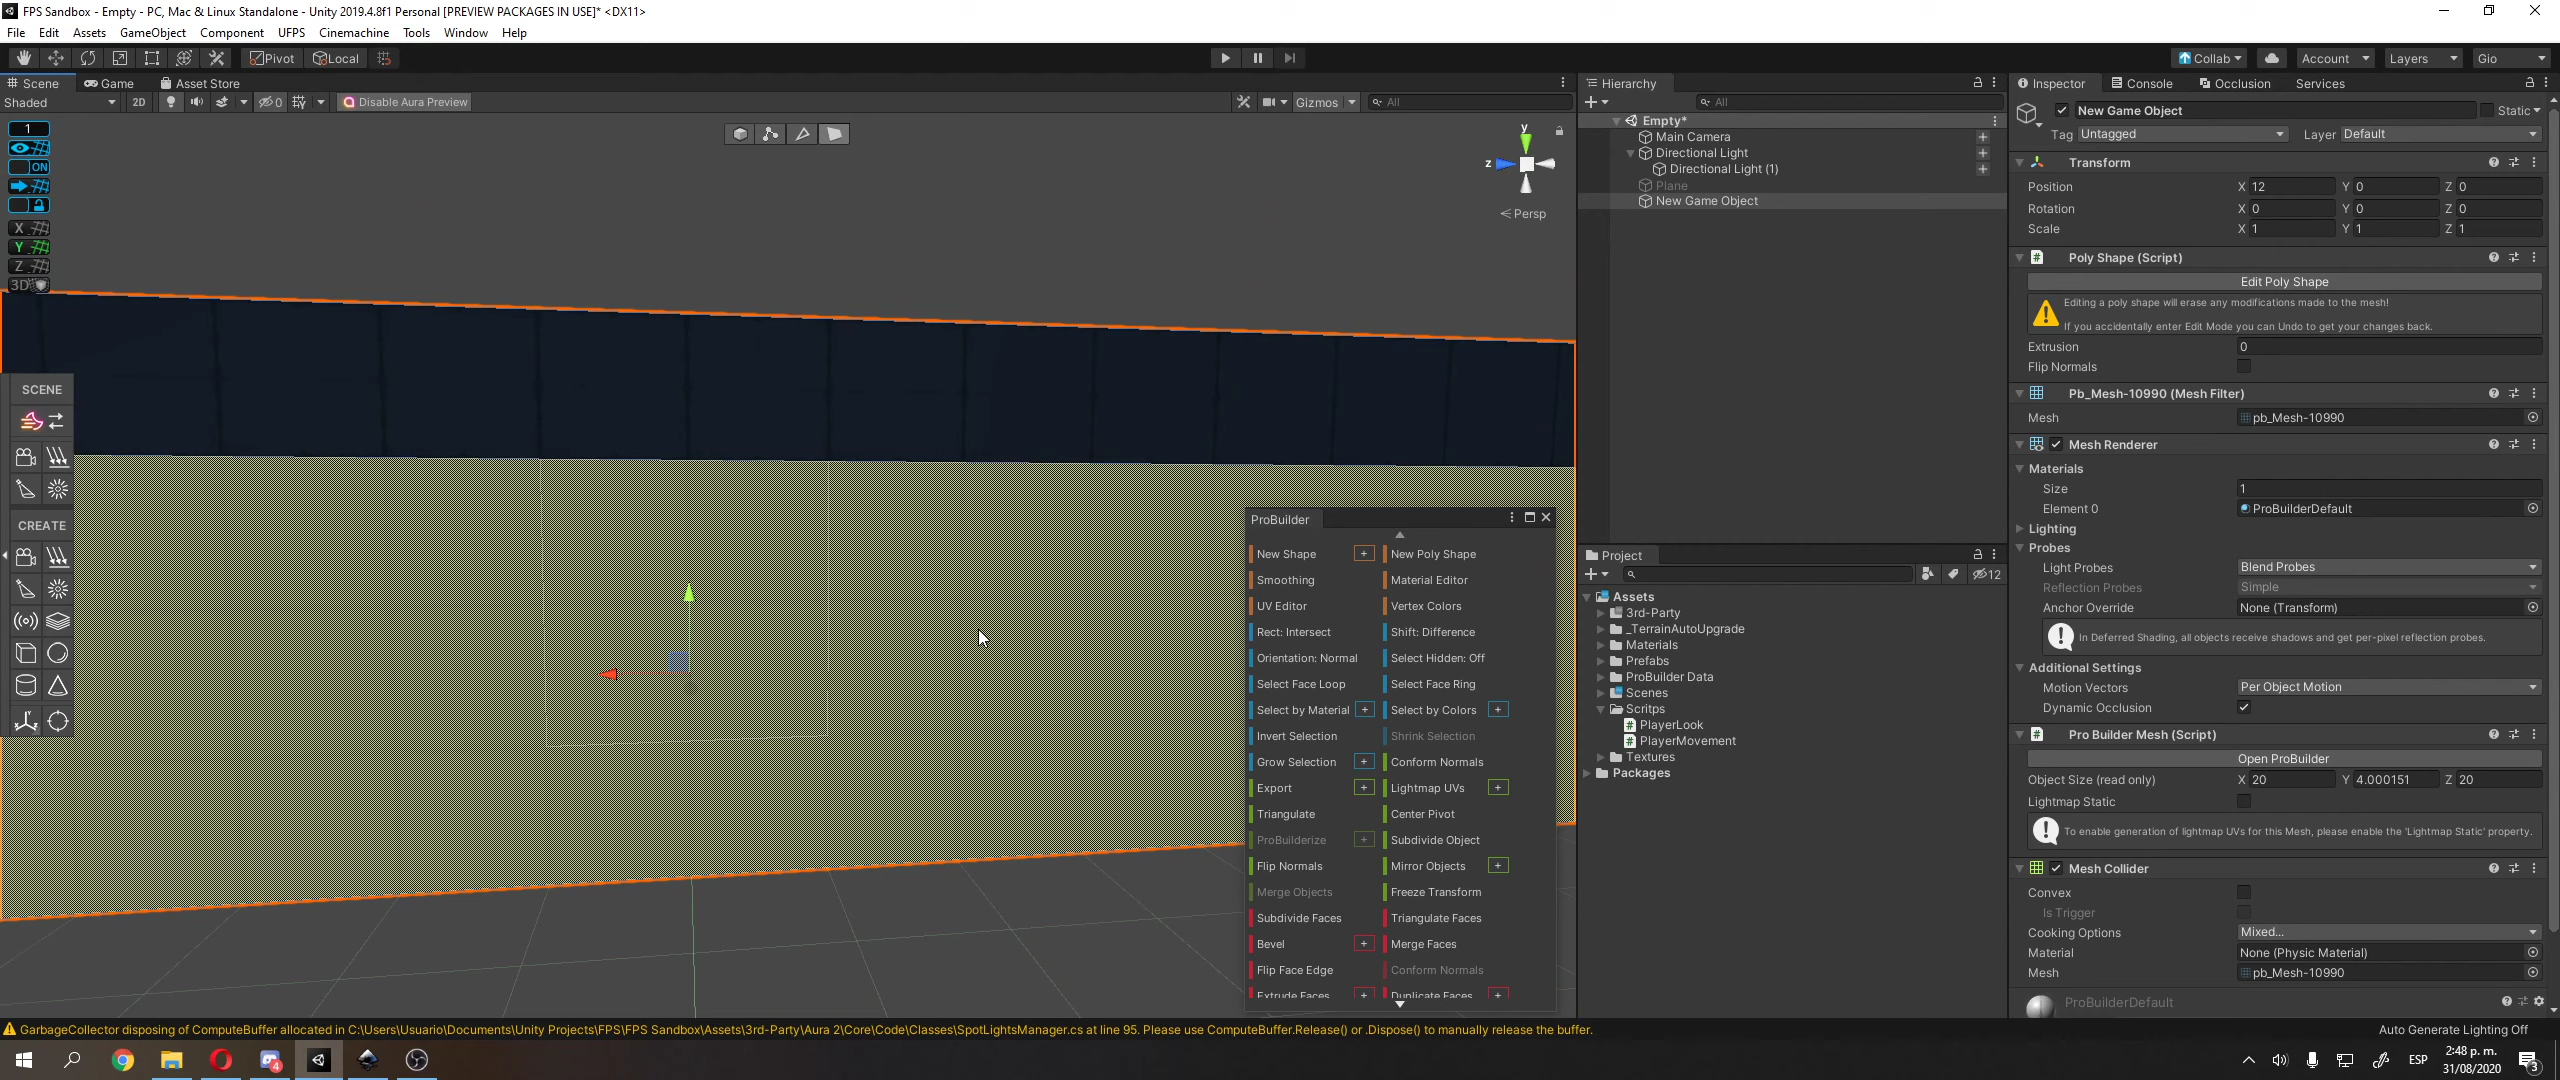 FPS Sandbox - Empty - PC, Mac & Linux Standalone - Unity 2019.4.8f1 Personal [PREVIEW PACKAGES IN USE]* <DX11>
File Edit Assets GameObject Component UFPS Cinemachine Tools Window Help
Pivot Local Collab Account Layers Gio
Scene Game Asset Store
Shaded 2D 0 Disable Aura Preview Gizmos All
1
ON
X
Y
Z
3D
y
z
Persp
SCENE
CREATE
ProBuilder
New Shape + New Poly Shape
Smoothing Material Editor
UV Editor Vertex Colors
Rect: Intersect Shift: Difference
Orientation: Normal Select Hidden: Off
Select Face Loop Select Face Ring
Select by Material + Select by Colors +
Invert Selection Shrink Selection
Grow Selection + Conform Normals
Export + Lightmap UVs +
Triangulate Center Pivot
ProBuilderize + Subdivide Object
Flip Normals Mirror Objects +
Merge Objects Freeze Transform
Subdivide Faces Triangulate Faces
Bevel + Merge Faces
Flip Face Edge Conform Normals
Extrude Faces + Duplicate Faces +
Hierarchy
All
Empty*
Main Camera
Directional Light
Directional Light (1)
Plane
New Game Object
Project
12
Assets
3rd-Party
_TerrainAutoUpgrade
Materials
Prefabs
ProBuilder Data
Scenes
Scritps
PlayerLook
PlayerMovement
Textures
Packages
Inspector Console Occlusion Services
New Game Object Static
Tag Untagged Layer Default
Transform
Position X 12 Y 0 Z 0
Rotation X 0 Y 0 Z 0
Scale X 1 Y 1 Z 1
Poly Shape (Script)
Edit Poly Shape
Editing a poly shape will erase any modifications made to the mesh!
If you accidentally enter Edit Mode you can Undo to get your changes back.
Extrusion 0
Flip Normals
Pb_Mesh-10990 (Mesh Filter)
Mesh pb_Mesh-10990
Mesh Renderer
Materials
Size 1
Element 0 ProBuilderDefault
Lighting
Probes
Light Probes Blend Probes
Reflection Probes Simple
Anchor Override None (Transform)
In Deferred Shading, all objects receive shadows and get per-pixel reflection probes.
Additional Settings
Motion Vectors Per Object Motion
Dynamic Occlusion
Pro Builder Mesh (Script)
Open ProBuilder
Object Size (read only) X 20 Y 4.000151 Z 20
Lightmap Static
To enable generation of lightmap UVs for this Mesh, please enable the 'Lightmap Static' property.
Mesh Collider
Convex
Is Trigger
Cooking Options Mixed...
Material None (Physic Material)
Mesh pb_Mesh-10990
ProBuilderDefault
GarbageCollector disposing of ComputeBuffer allocated in C:\Users\Usuario\Documents\Unity Projects\FPS\FPS Sandbox\Assets\3rd-Party\Aura 2\Core\Code\Classes\SpotLightsManager.cs at line 95. Please use ComputeBuffer.Release() or .Dispose() to manually release the buffer.
Auto Generate Lighting Off
4
ESP
2:48 p. m.
31/08/2020
3